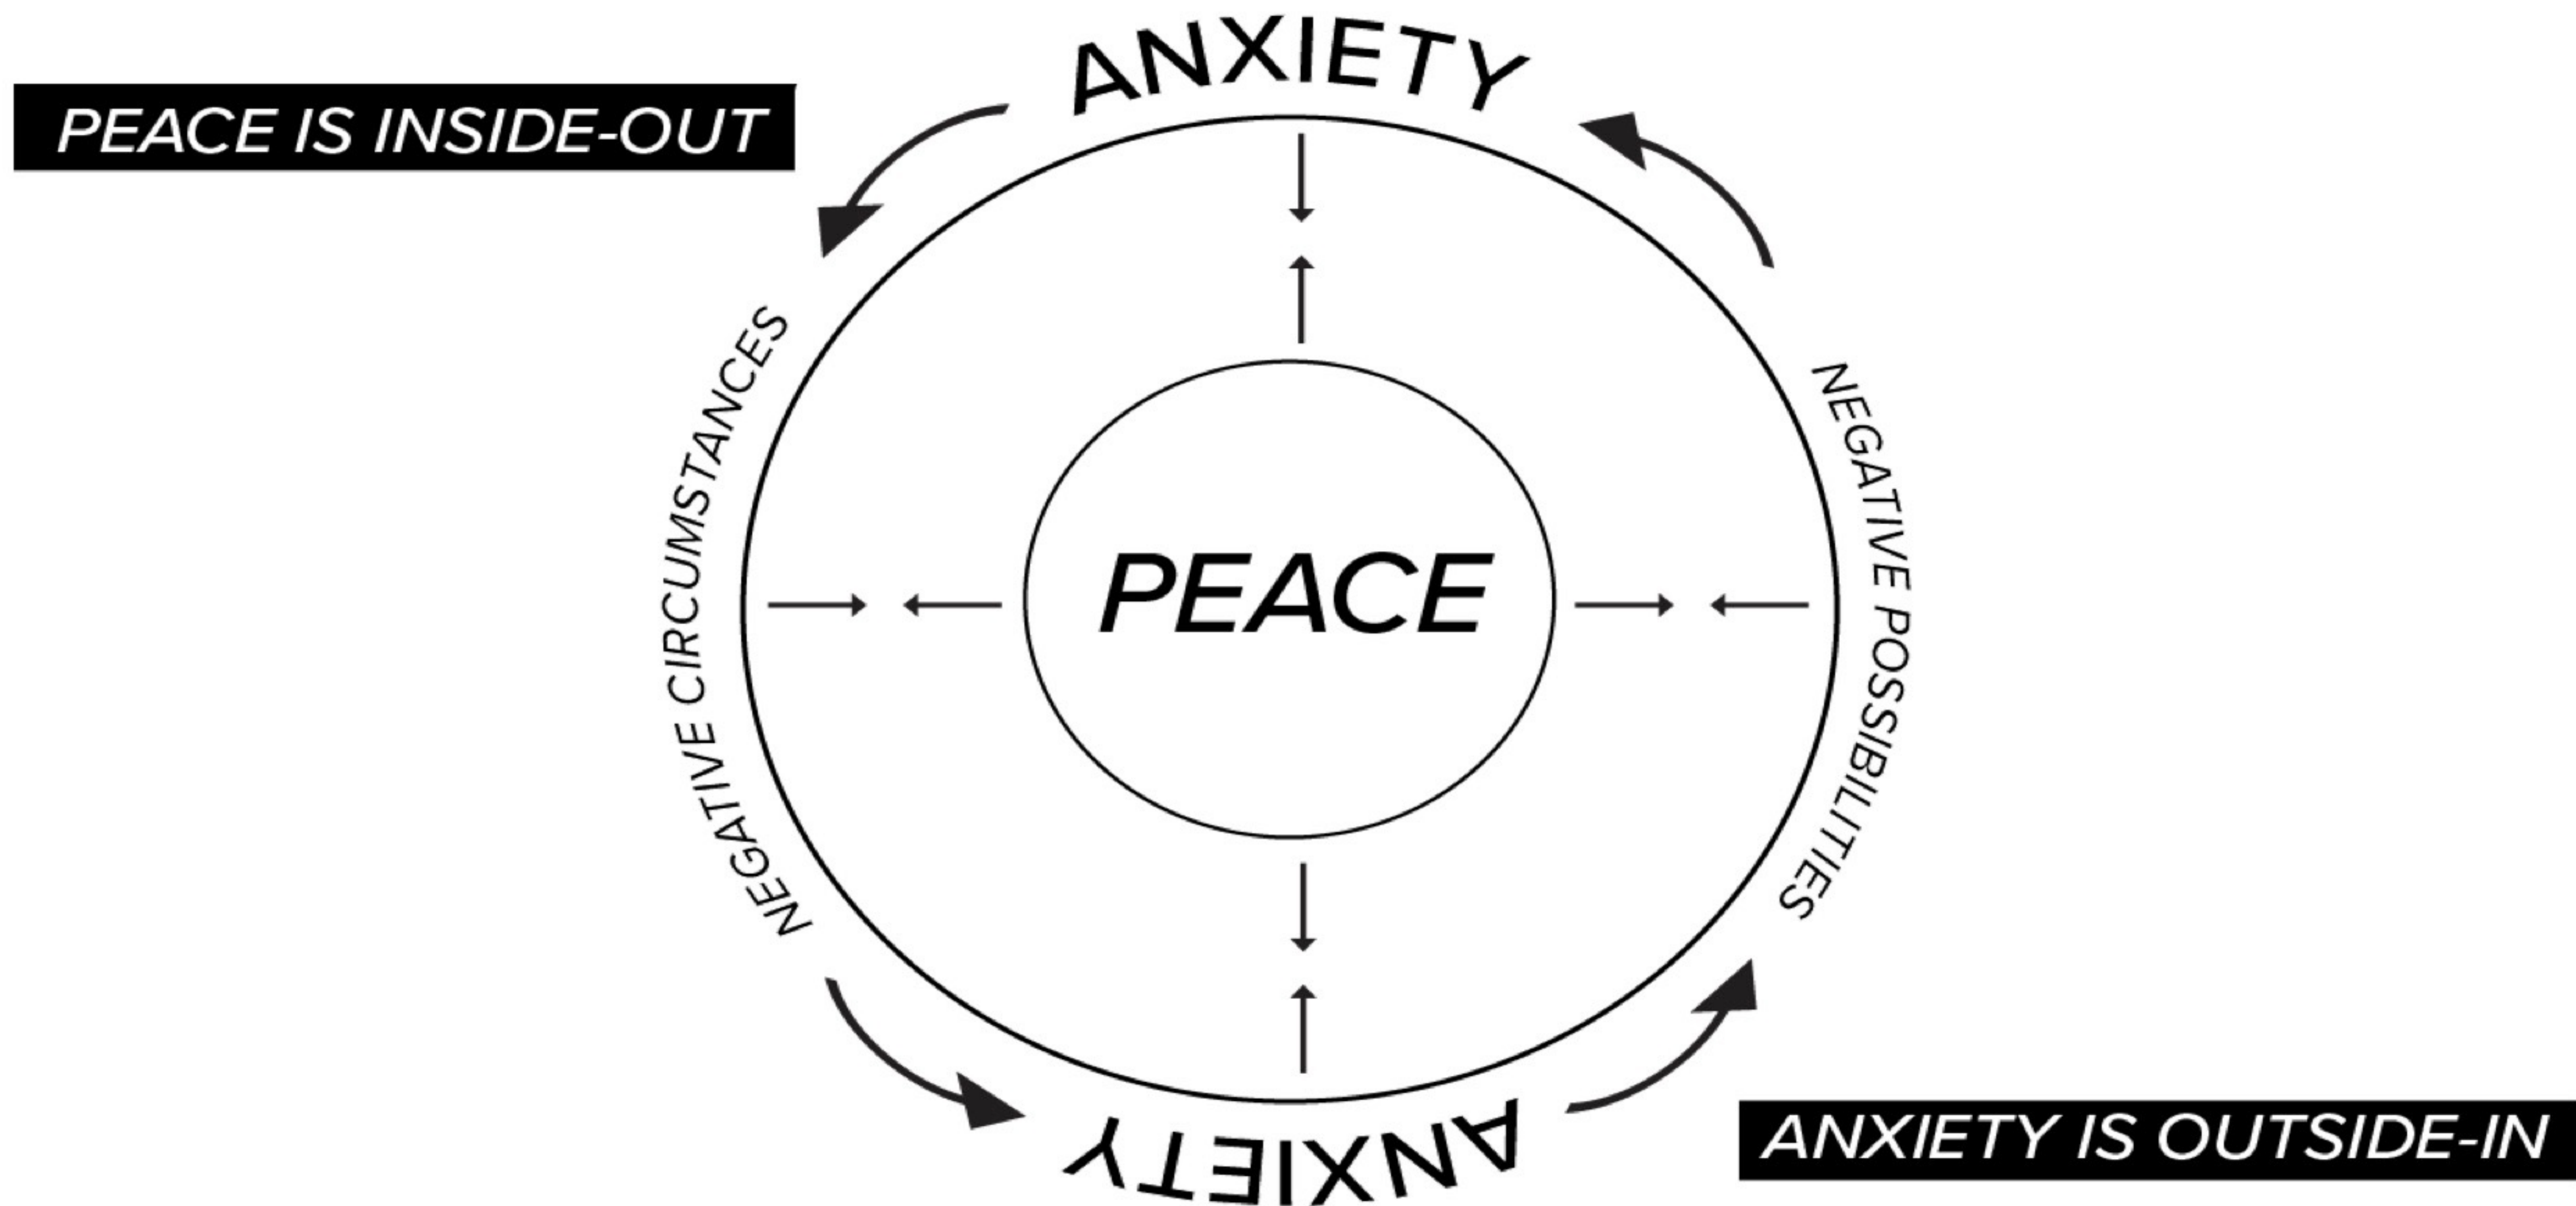 ANXIETY
PEACE IS INSIDE-OUT
NEGATIVE CIRCUMSTANCES
PEACE
NEGATIVE POSSIBILITIES
ANXIETY
ANXIETY IS OUTSIDE-IN